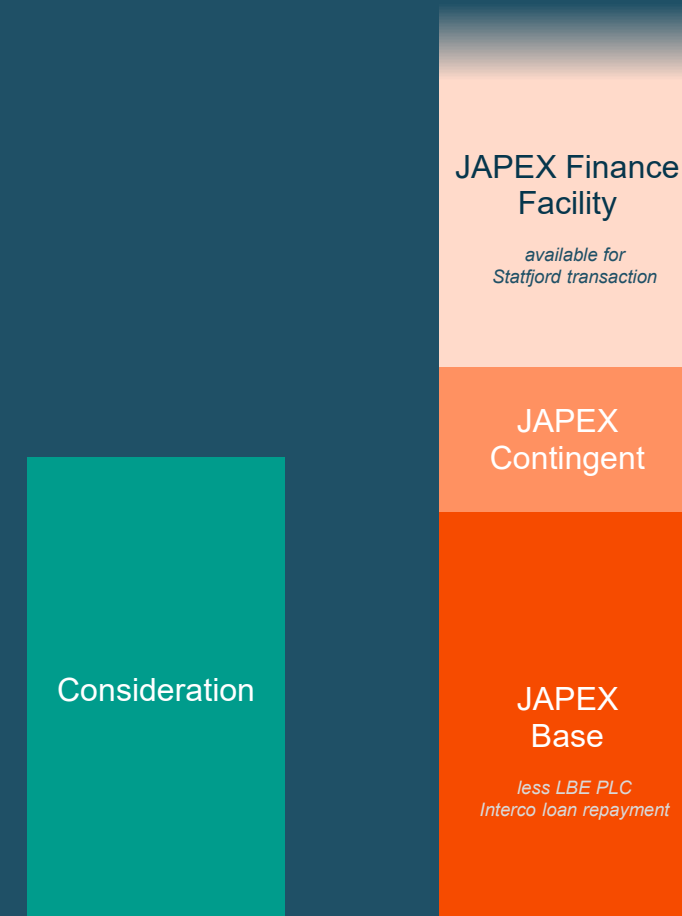 JAPEX Finance
Facility
available for
Statfjord transaction
JAPEX
Contingent
Consideration
JAPEX
Base
less LBE PLC
Interco loan repayment